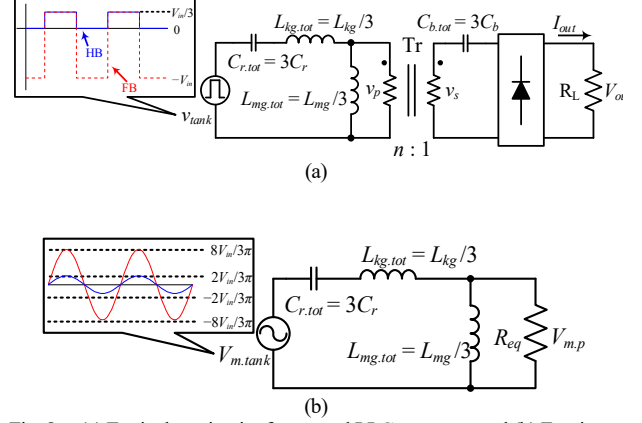 V_in/3
0
HB
FB
−V_in
v_tank
L_kg.tot = L_kg/3
C_r.tot = 3C_r
L_mg.tot = L_mg/3
v_p
Tr
n : 1
v_s
C_b.tot = 3C_b
I_out
R_L
(a)
8V_in/3π
2V_in/3π
−2V_in/3π
−8V_in/3π
V_m.tank
L_kg.tot = L_kg/3
C_r.tot = 3C_r
L_mg.tot = L_mg/3
R_eq
V_m.p
(b)